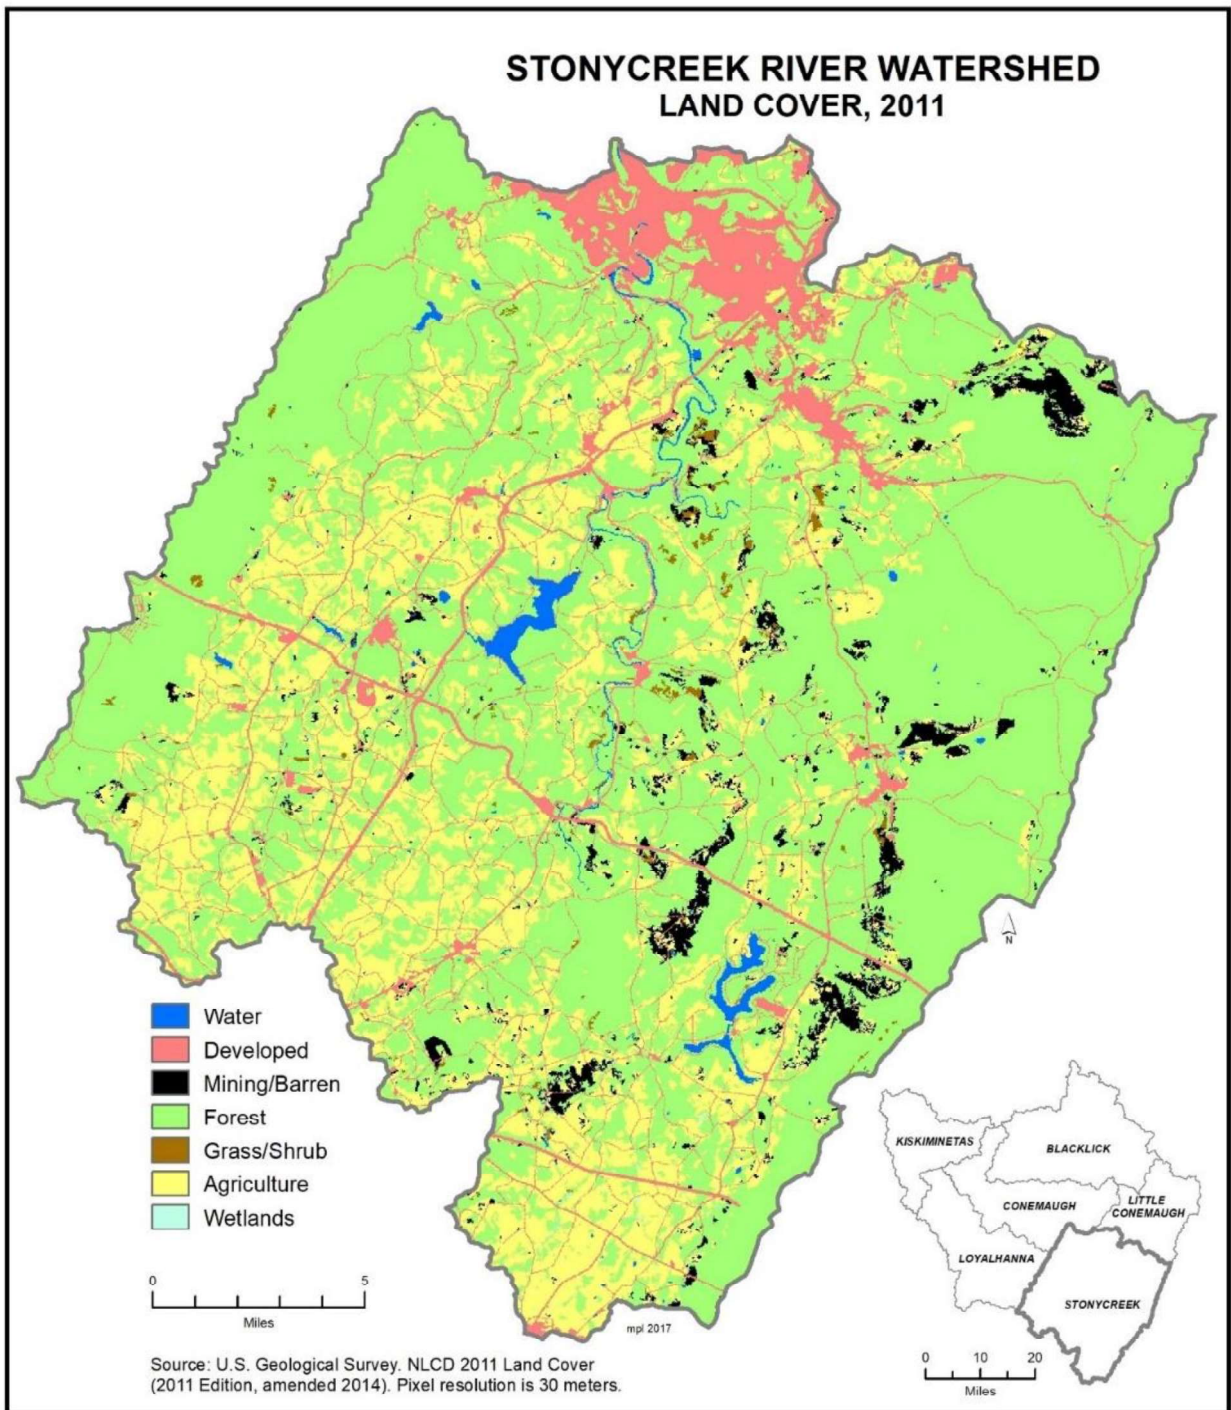 STONYCREEK RIVER WATERSHED
LAND COVER, 2011
N
Water
Developed
Mining/Barren
Forest
Grass/Shrub
Agriculture
Wetlands
0 5
Miles
mpl 2017
Source: U.S. Geological Survey. NLCD 2011 Land Cover
(2011 Edition, amended 2014). Pixel resolution is 30 meters.
KISKIMINETAS
BLACKLICK
CONEMAUGH
LITTLE
CONEMAUGH
LOYALHANNA
STONYCREEK
0 10 20
Miles